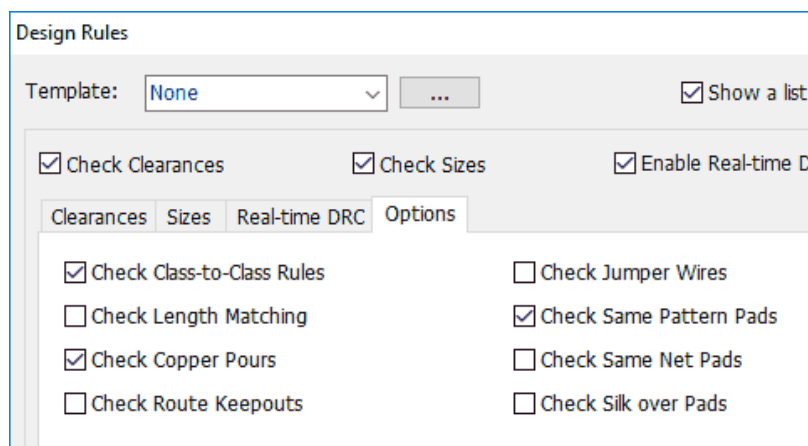 Design Rules
Template: None ... Show a list
Check Clearances Check Sizes Enable Real-time D
Clearances Sizes Real-time DRC Options
Check Class-to-Class Rules Check Jumper Wires
Check Length Matching Check Same Pattern Pads
Check Copper Pours Check Same Net Pads
Check Route Keepouts Check Silk over Pads